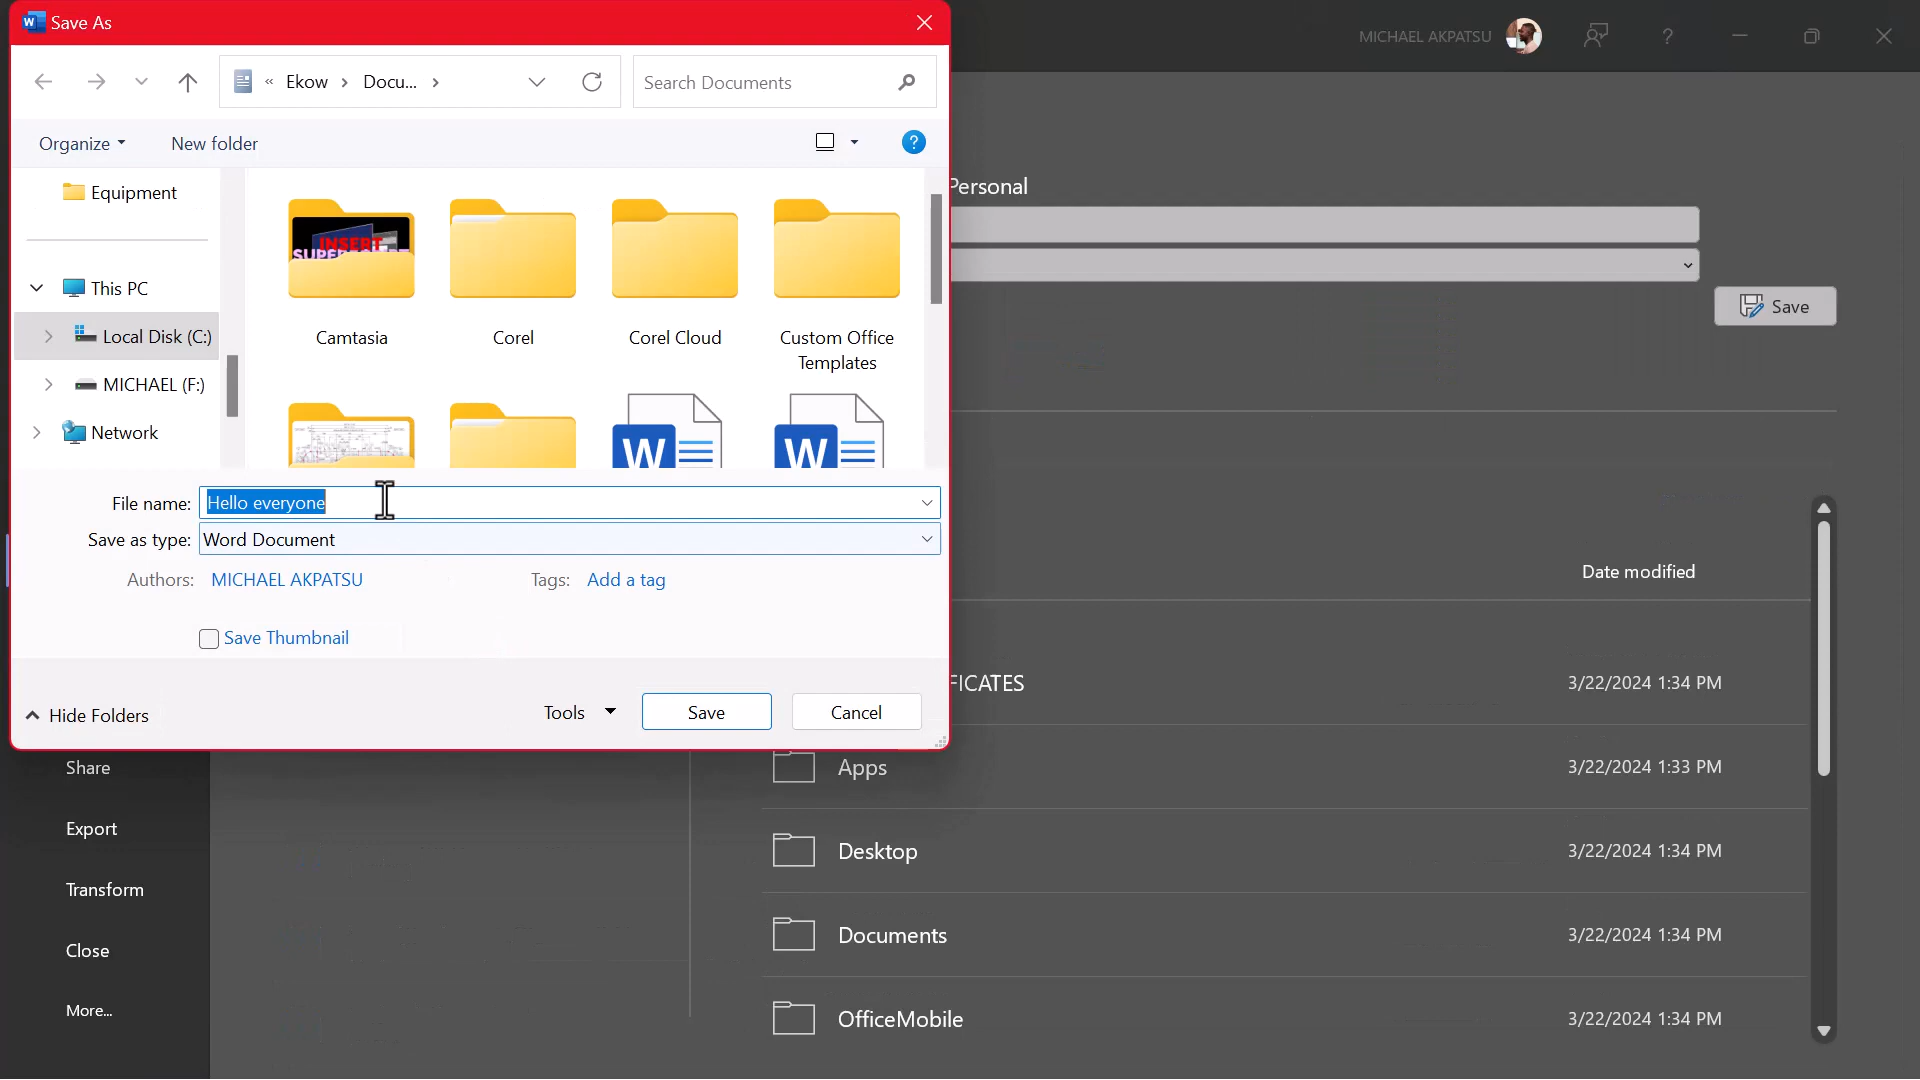 Save As
MICHAEL AKPATSU
?
« Ekow > Docu... >
Search Documents
Organize
New folder
?
Equipment
This PC
Local Disk (C:)
MICHAEL (F:)
Network
INSERT
Camtasia
Corel
Corel Cloud
Custom Office
Templates
W
W
File name: Hello everyone
Save as type: Word Document
Authors: MICHAEL AKPATSU
Tags: Add a tag
Save Thumbnail
Hide Folders
Tools
Save
Cancel
Personal
Save
Date modified
FICATES 3/22/2024 1:34 PM
Apps 3/22/2024 1:33 PM
Desktop 3/22/2024 1:34 PM
Documents 3/22/2024 1:34 PM
OfficeMobile 3/22/2024 1:34 PM
Share
Export
Transform
Close
More...